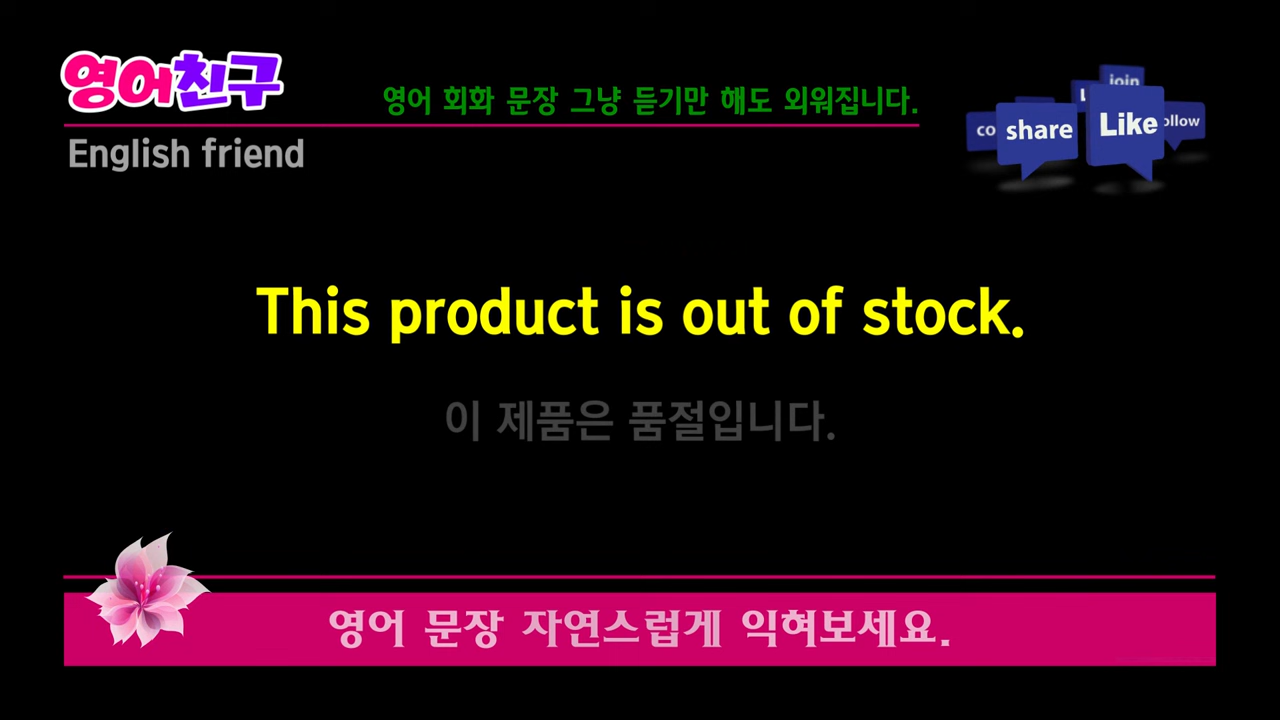 영어친구
영어 회화 문장 그냥 듣기만 해도 외워집니다.
English friend
join
share
Like
This product is out of stock.
이 제품은 품절입니다.
영어 문장 자연스럽게 익혀보세요.